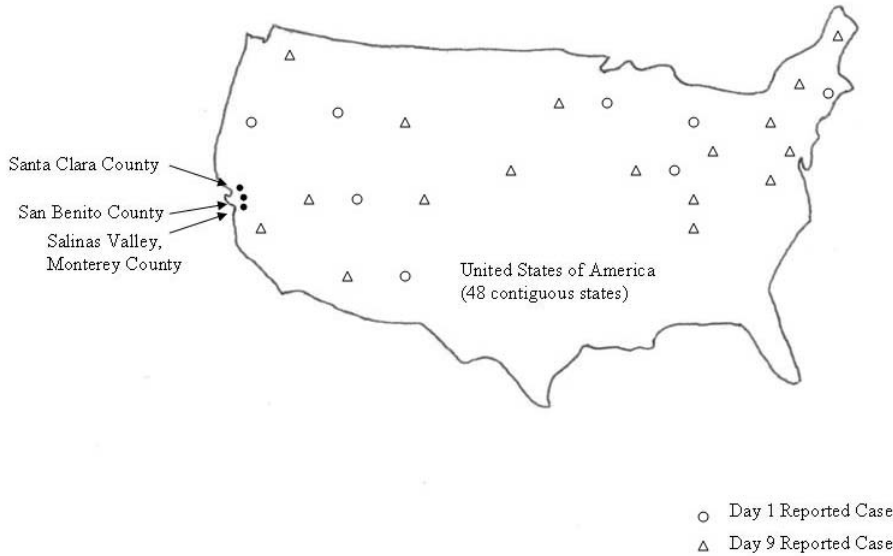 Santa Clara County
San Benito County
Salinas Valley,
Monterey County
United States of America
(48 contiguous states)
Day 1 Reported Case
Day 9 Reported Case